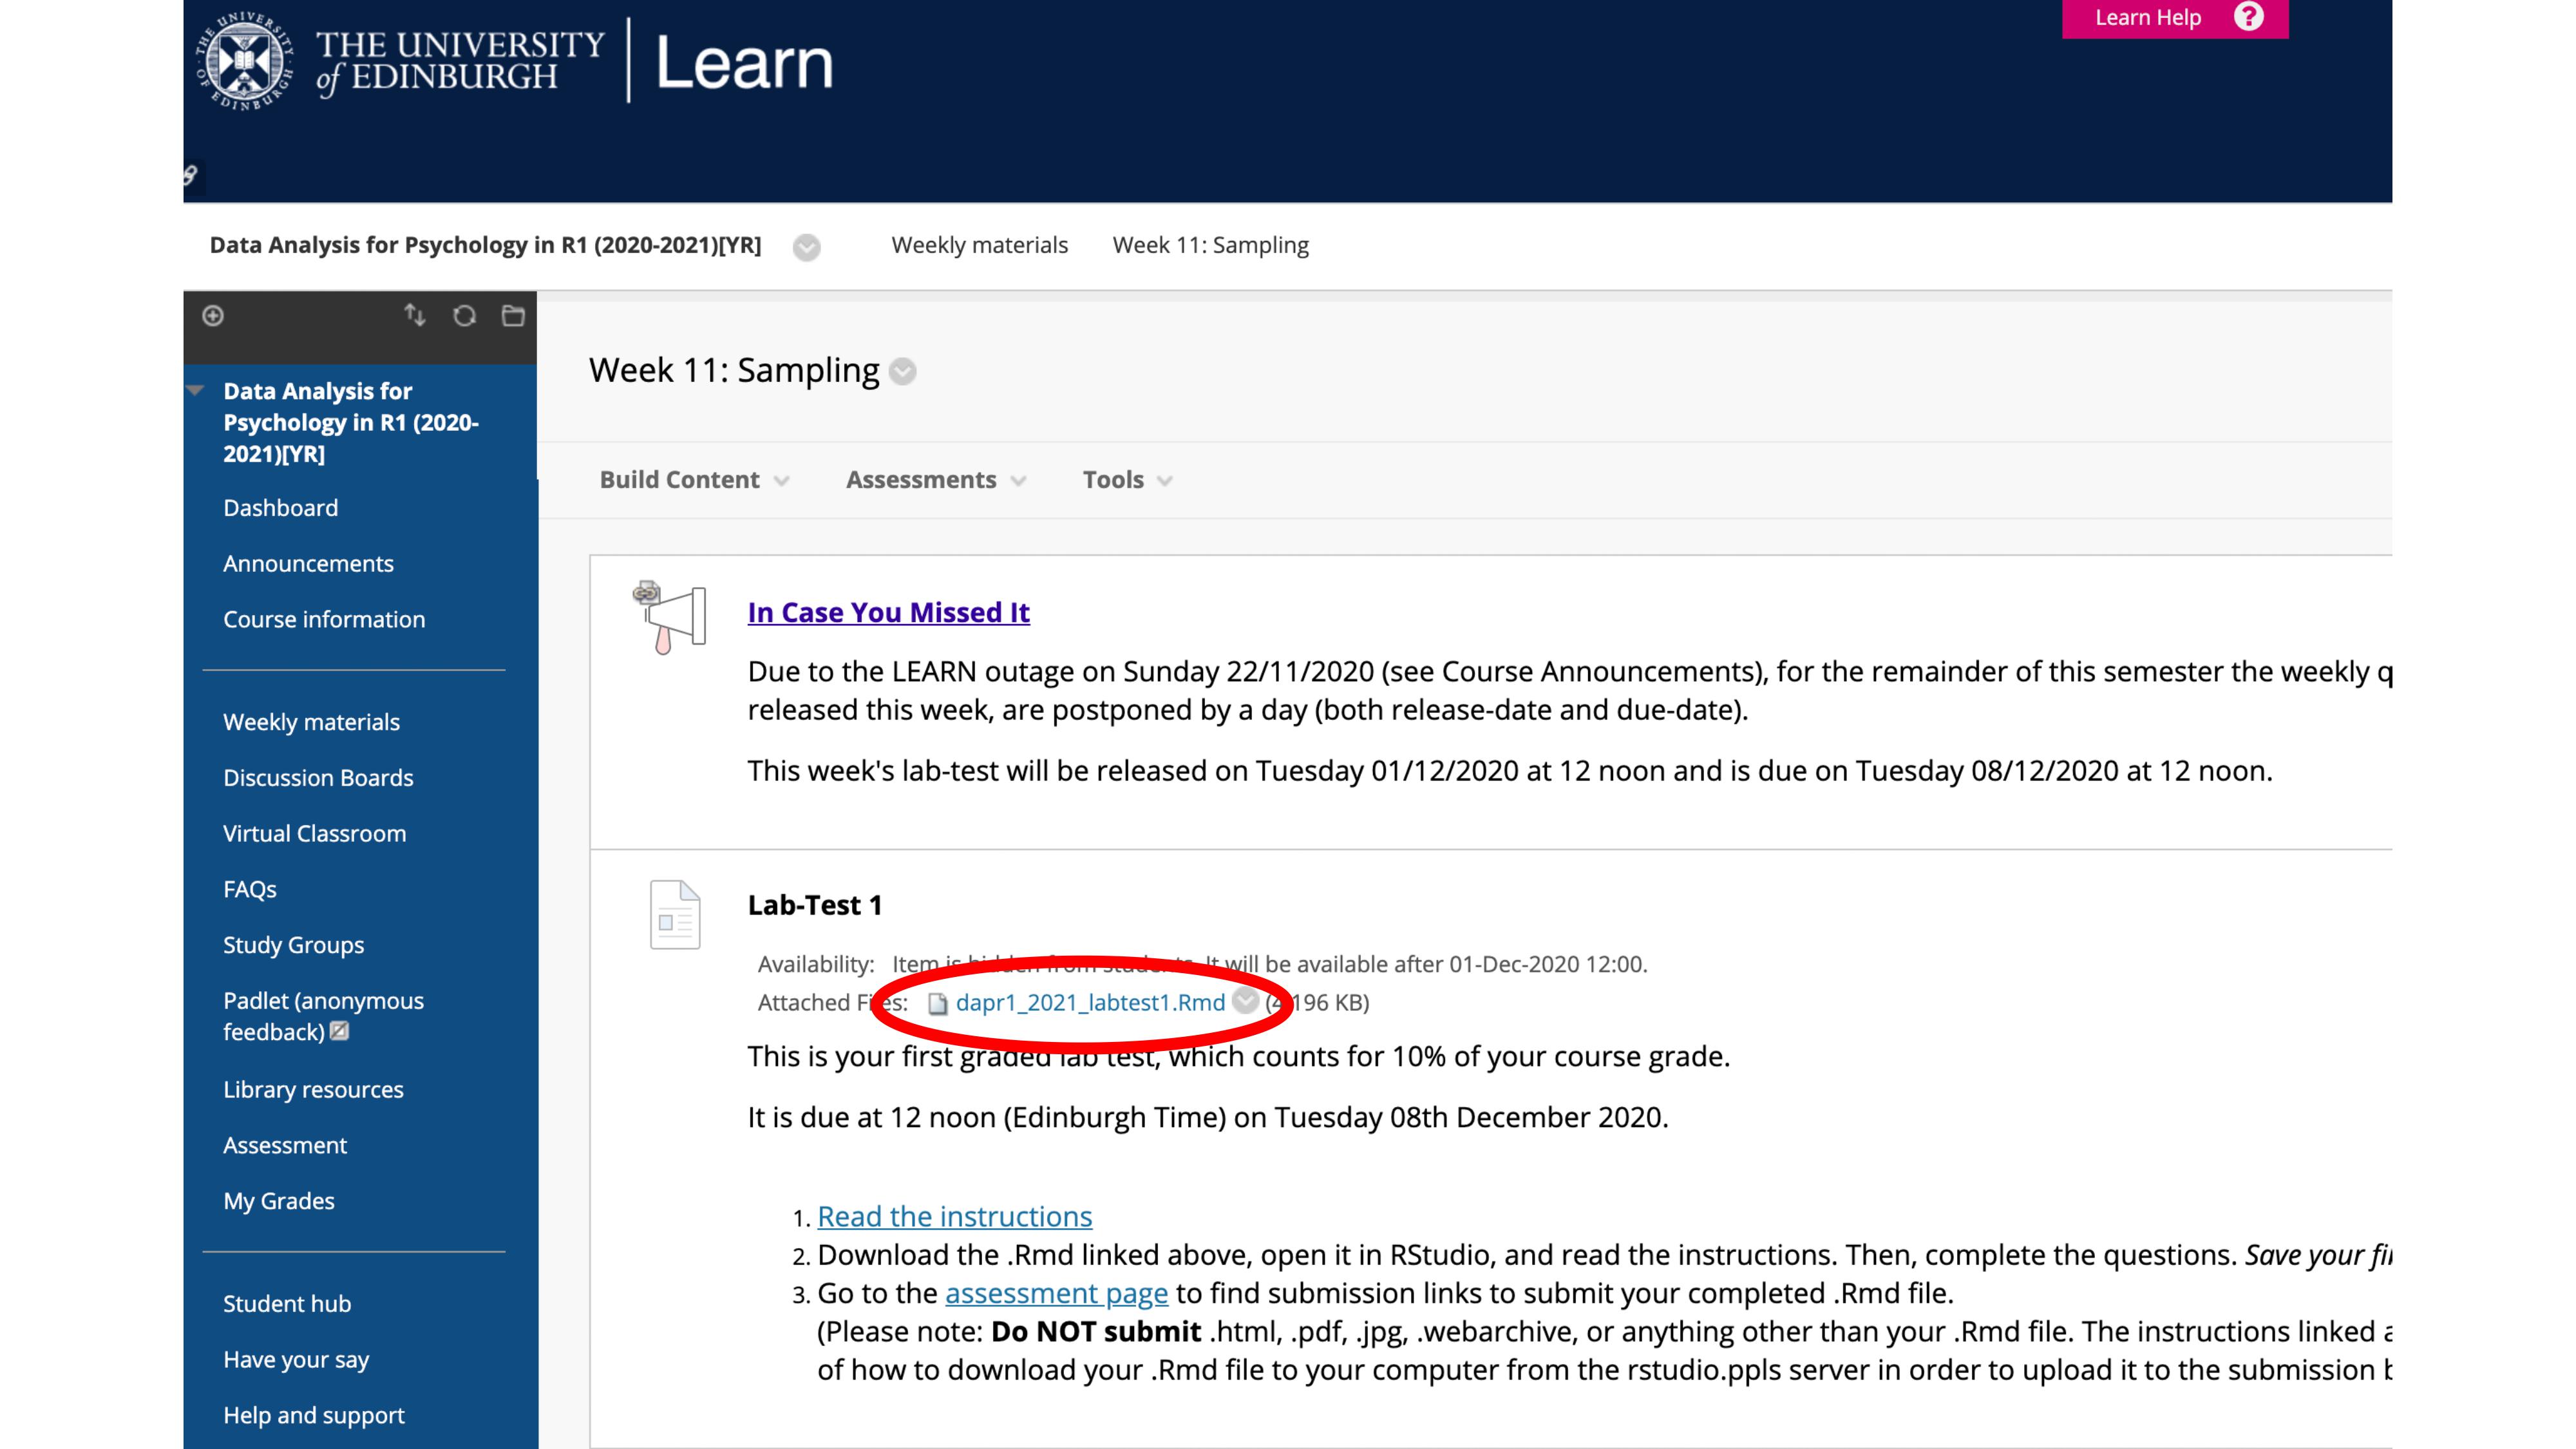 THE UNIVERSITY
of EDINBURGH
Learn
Learn Help ?
Data Analysis for Psychology in R1 (2020-2021)[YR] Weekly materials Week 11: Sampling
Data Analysis for
Psychology in R1 (2020-
2021)[YR]
Dashboard
Announcements
Course information
Weekly materials
Discussion Boards
Virtual Classroom
FAQs
Study Groups
Padlet (anonymous
feedback)
Library resources
Assessment
My Grades
Student hub
Have your say
Help and support
Week 11: Sampling
Build Content Assessments Tools
In Case You Missed It
Due to the LEARN outage on Sunday 22/11/2020 (see Course Announcements), for the remainder of this semester the weekly q
released this week, are postponed by a day (both release-date and due-date).
This week's lab-test will be released on Tuesday 01/12/2020 at 12 noon and is due on Tuesday 08/12/2020 at 12 noon.
Lab-Test 1
Availability: Item is hidden from students. It will be available after 01-Dec-2020 12:00.
Attached Files: dapr1_2021_labtest1.Rmd (4.196 KB)
This is your first graded lab test, which counts for 10% of your course grade.
It is due at 12 noon (Edinburgh Time) on Tuesday 08th December 2020.
1. Read the instructions
2. Download the .Rmd linked above, open it in RStudio, and read the instructions. Then, complete the questions. Save your fil
3. Go to the assessment page to find submission links to submit your completed .Rmd file.
(Please note: Do NOT submit .html, .pdf, .jpg, .webarchive, or anything other than your .Rmd file. The instructions linked a
of how to download your .Rmd file to your computer from the rstudio.ppls server in order to upload it to the submission b